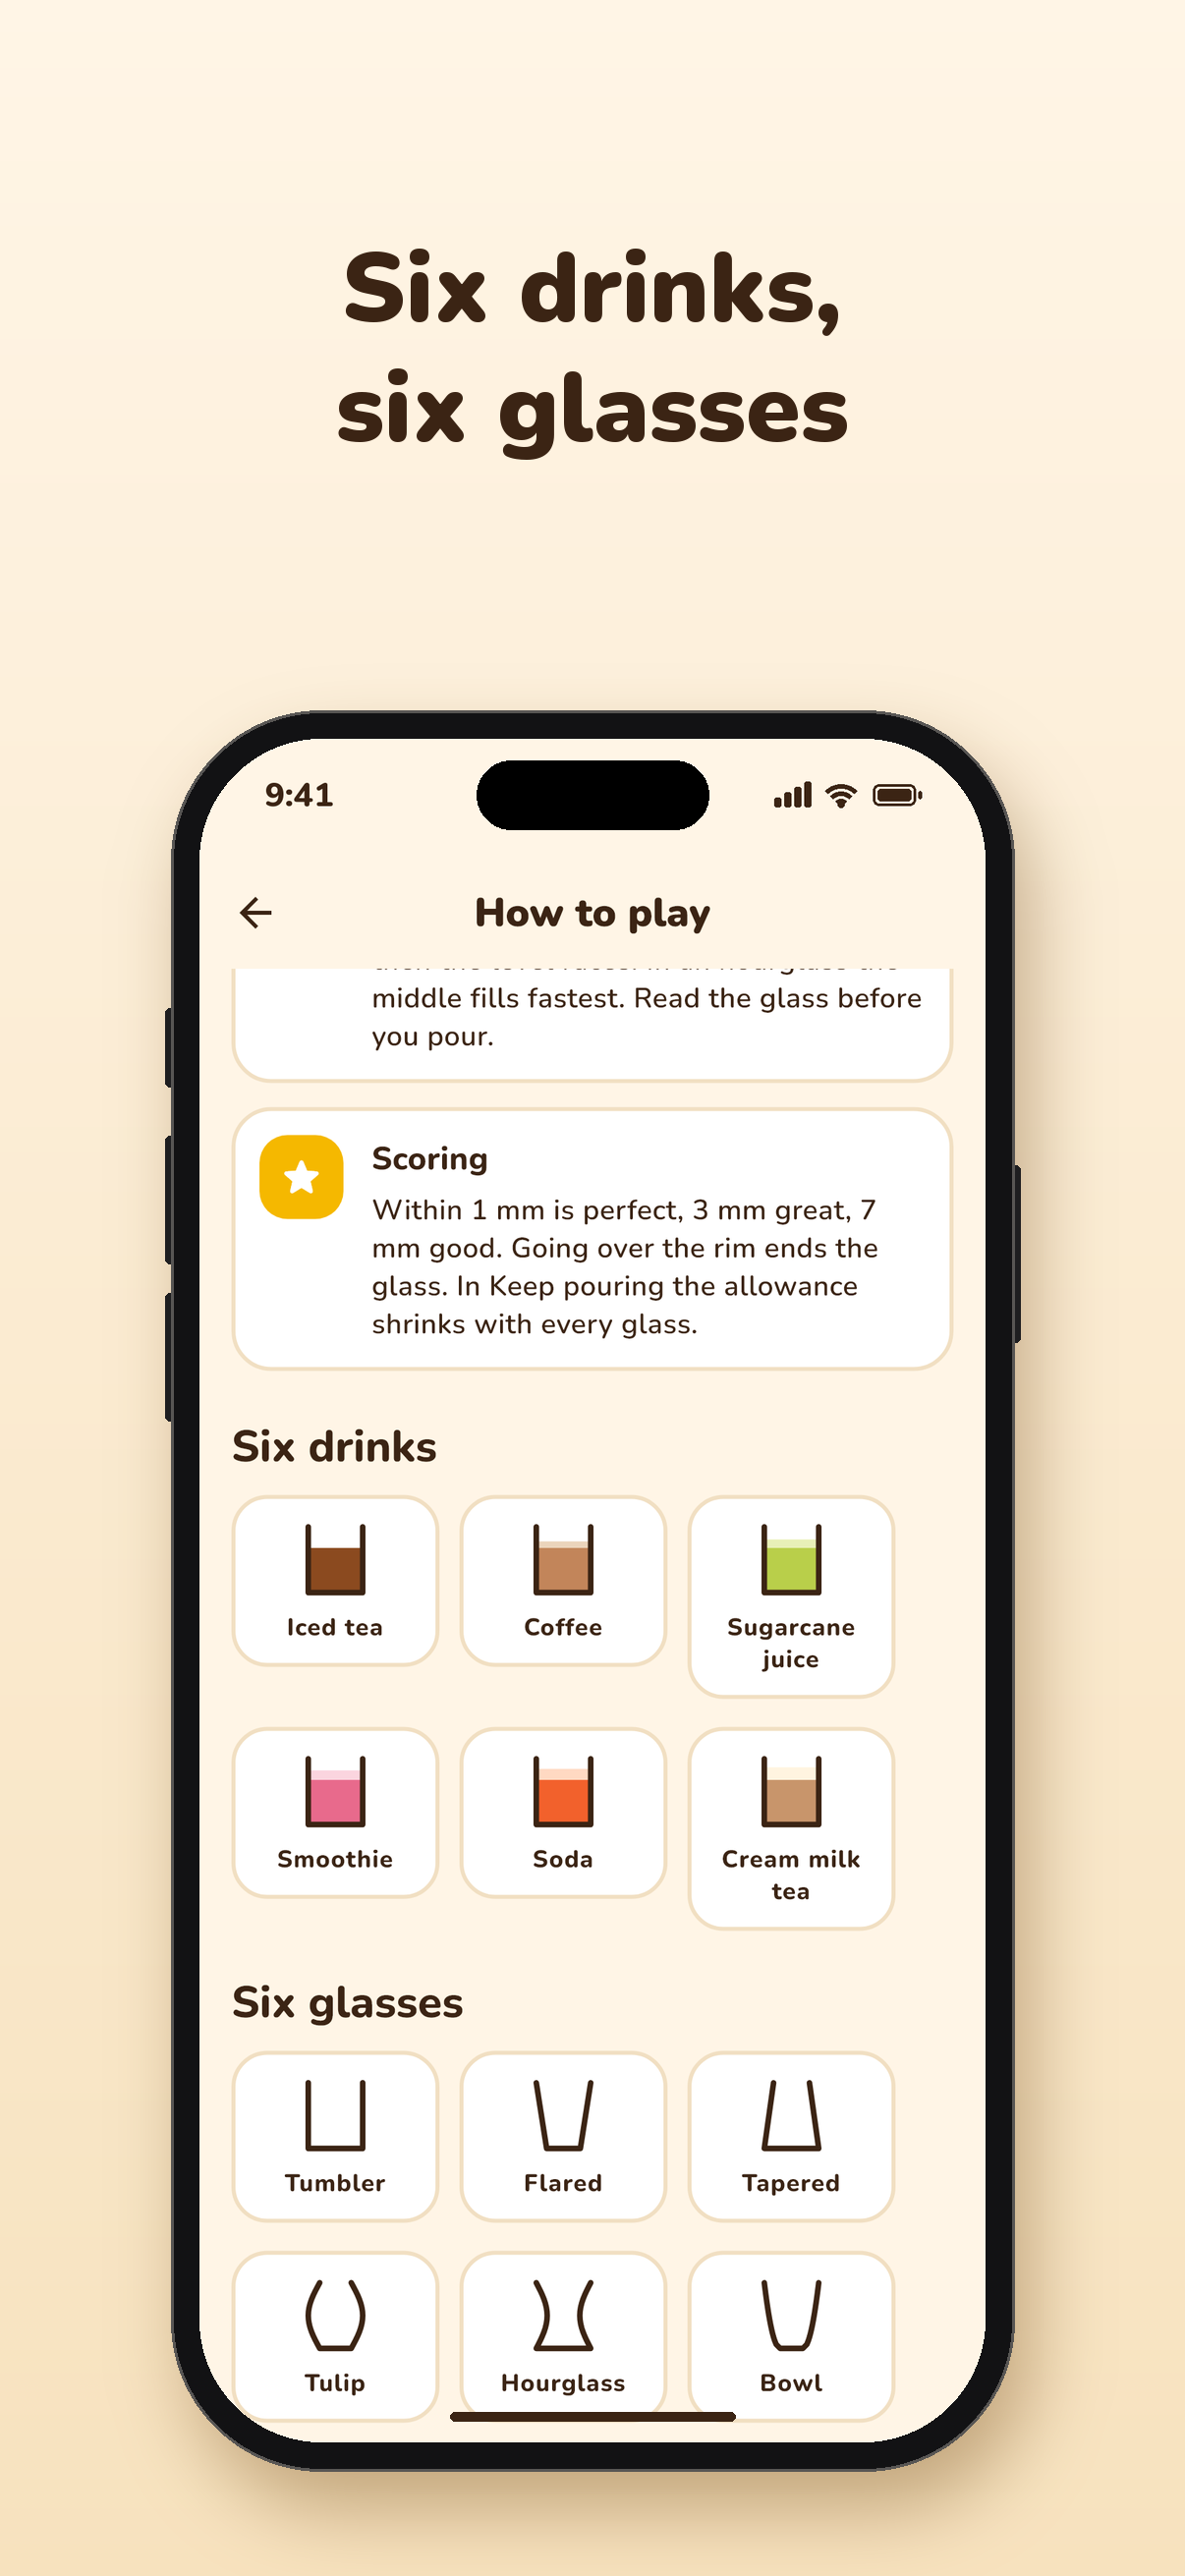 Six drinks,
six glasses
9:41
How to play
middle fills fastest. Read the glass before
you pour.
Scoring
Within 1 mm is perfect, 3 mm great, 7
mm good. Going over the rim ends the
glass. In Keep pouring the allowance
shrinks with every glass.
Six drinks
Iced tea
Coffee
Sugarcane
juice
Smoothie
Soda
Cream milk
tea
Six glasses
Tumbler
Flared
Tapered
Tulip
Hourglass
Bowl